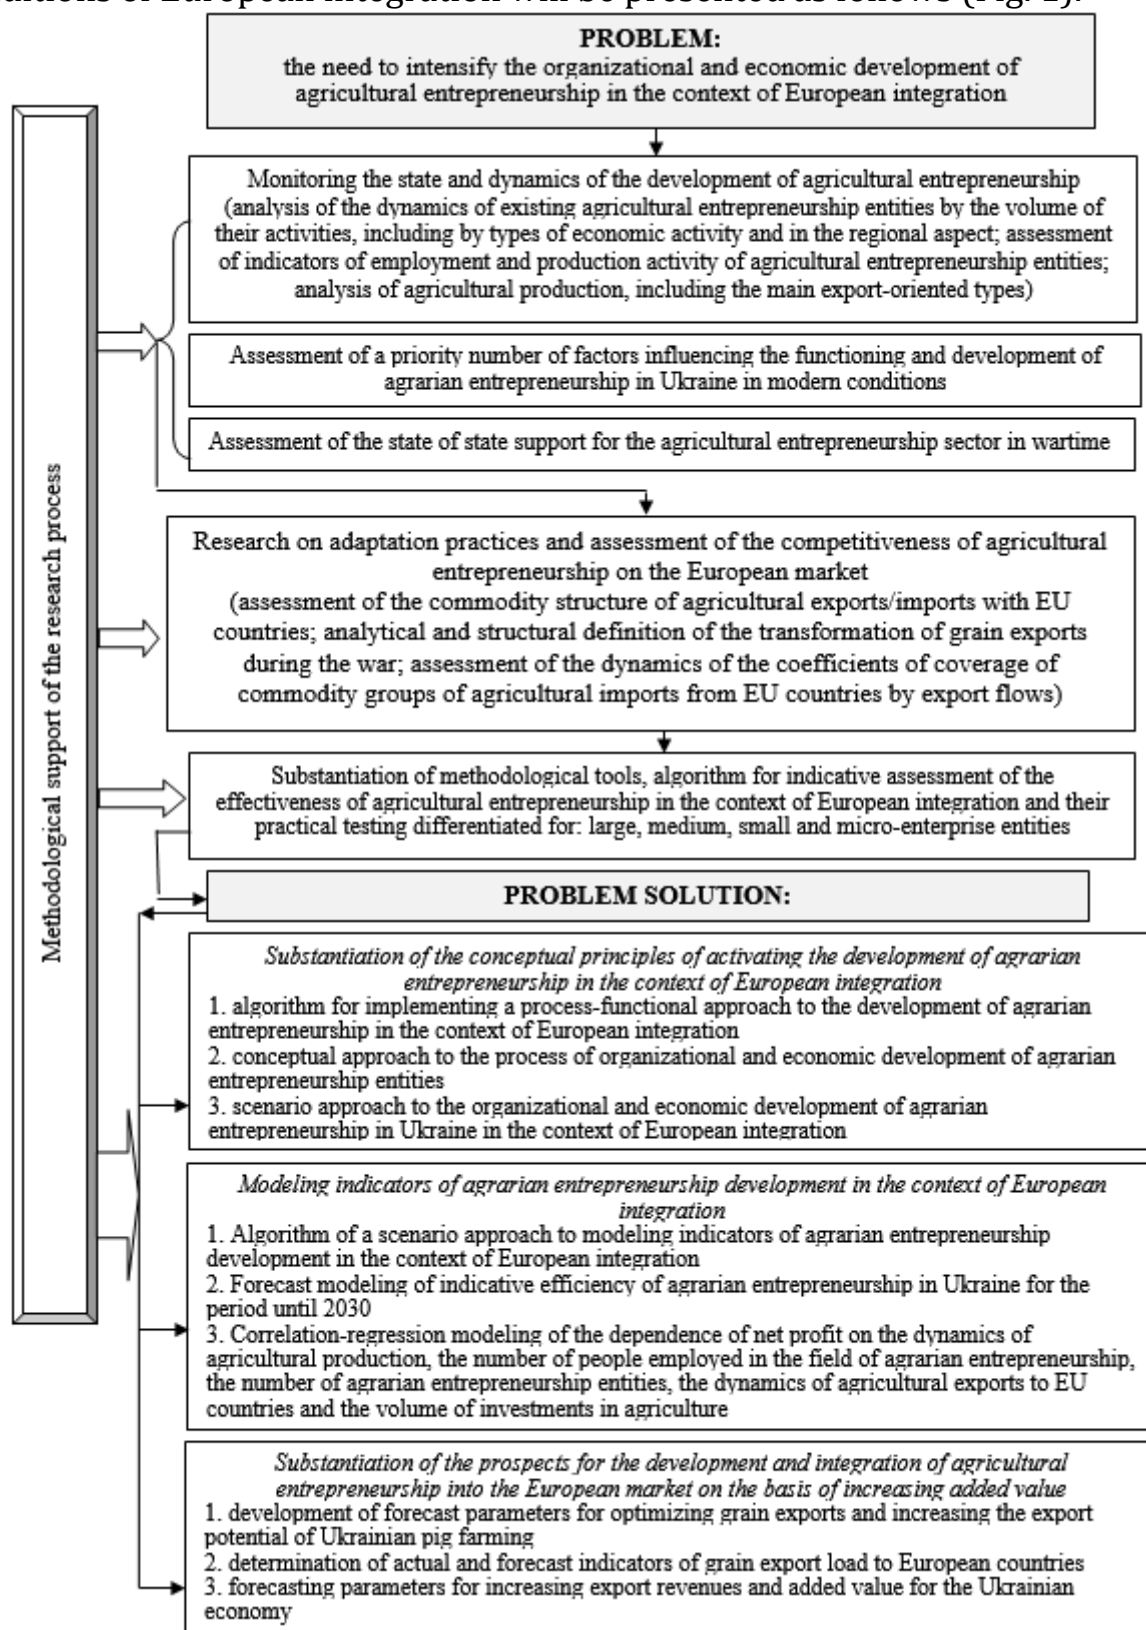 ditions of European integration will be presented as follows (Fig. 1).
PROBLEM:
the need to intensify the organizational and economic development of
agricultural entrepreneurship in the context of European integration
Monitoring the state and dynamics of the development of agricultural entrepreneurship
(analysis of the dynamics of existing agricultural entrepreneurship entities by the volume of
their activities, including by types of economic activity and in the regional aspect; assessment
of indicators of employment and production activity of agricultural entrepreneurship entities;
analysis of agricultural production, including the main export-oriented types)
Assessment of a priority number of factors influencing the functioning and development of
agrarian entrepreneurship in Ukraine in modern conditions
Assessment of the state of state support for the agricultural entrepreneurship sector in wartime
Methodological support of the research process
Research on adaptation practices and assessment of the competitiveness of agricultural
entrepreneurship on the European market
(assessment of the commodity structure of agricultural exports/imports with EU
countries; analytical and structural definition of the transformation of grain exports
during the war; assessment of the dynamics of the coefficients of coverage of
commodity groups of agricultural imports from EU countries by export flows)
Substantiation of methodological tools, algorithm for indicative assessment of the
effectiveness of agricultural entrepreneurship in the context of European integration and their
practical testing differentiated for: large, medium, small and micro-enterprise entities
PROBLEM SOLUTION:
Substantiation of the conceptual principles of activating the development of agrarian
entrepreneurship in the context of European integration
1. algorithm for implementing a process-functional approach to the development of agrarian
entrepreneurship in the context of European integration
2. conceptual approach to the process of organizational and economic development of agrarian
entrepreneurship entities
3. scenario approach to the organizational and economic development of agrarian
entrepreneurship in Ukraine in the context of European integration
Modeling indicators of agrarian entrepreneurship development in the context of European
integration
1. Algorithm of a scenario approach to modeling indicators of agrarian entrepreneurship
development in the context of European integration
2. Forecast modeling of indicative efficiency of agrarian entrepreneurship in Ukraine for the
period until 2030
3. Correlation-regression modeling of the dependence of net profit on the dynamics of
agricultural production, the number of people employed in the field of agrarian entrepreneurship,
the number of agrarian entrepreneurship entities, the dynamics of agricultural exports to EU
countries and the volume of investments in agriculture
Substantiation of the prospects for the development and integration of agricultural
entrepreneurship into the European market on the basis of increasing added value
1. development of forecast parameters for optimizing grain exports and increasing the export
potential of Ukrainian pig farming
2. determination of actual and forecast indicators of grain export load to European countries
3. forecasting parameters for increasing export revenues and added value for the Ukrainian
economy